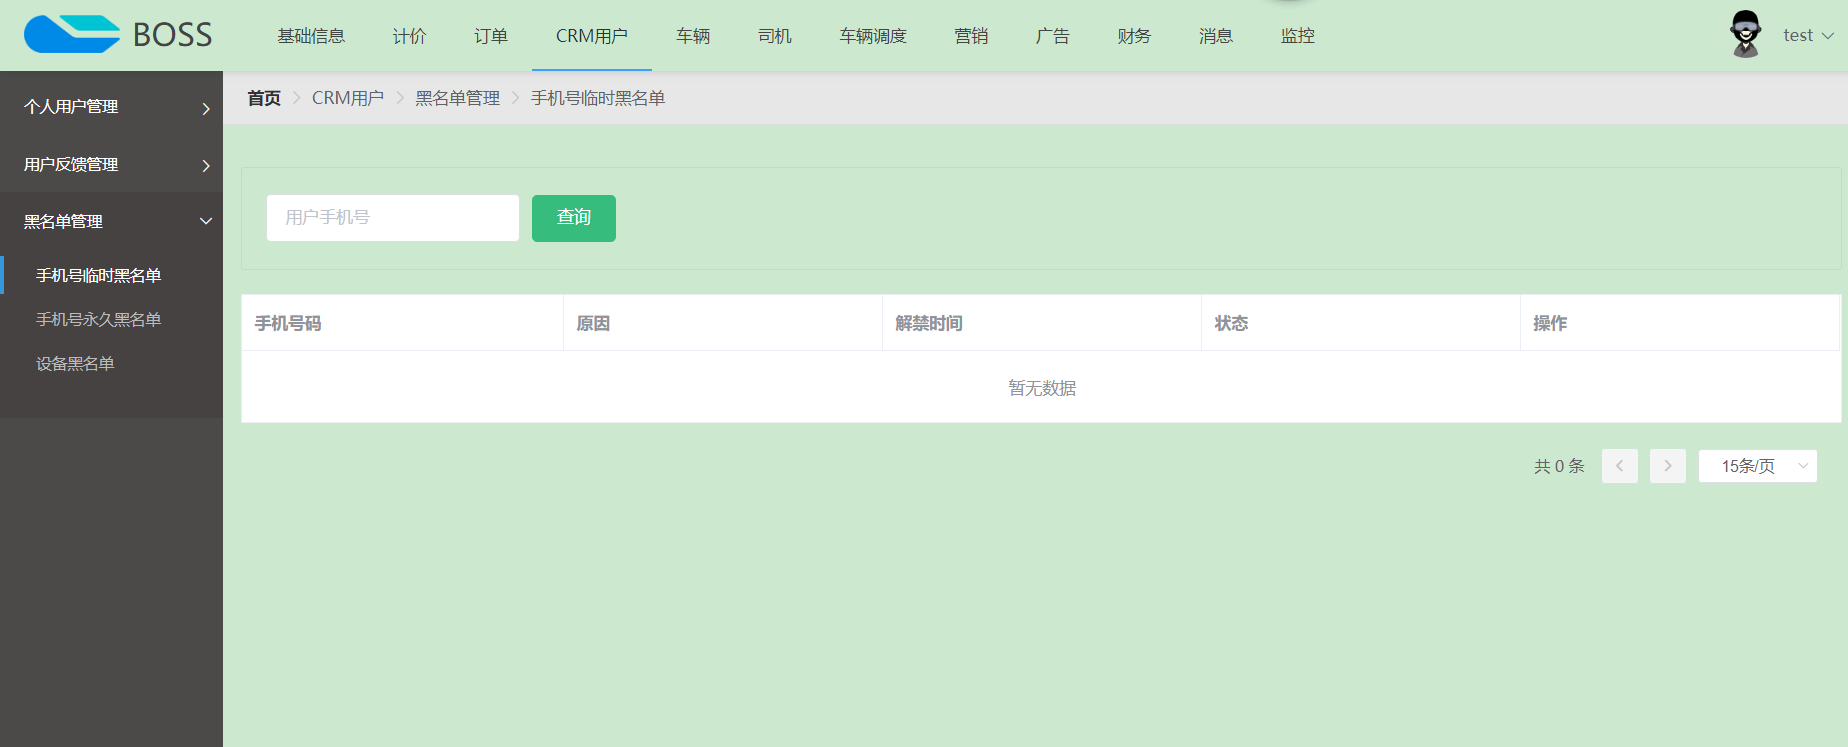 BOSS 基础信息 计价 订单 CRM用户 车辆 司机 车辆调度 营销 广告 财务 消息 监控 test
首页 CRM用户 黑名单管理 手机号临时黑名单
个人用户管理
用户反馈管理
黑名单管理
手机号临时黑名单
手机号永久黑名单
设备黑名单
用户手机号 查询
手机号码 原因 解禁时间 状态 操作
暂无数据
共 0 条 15条/页